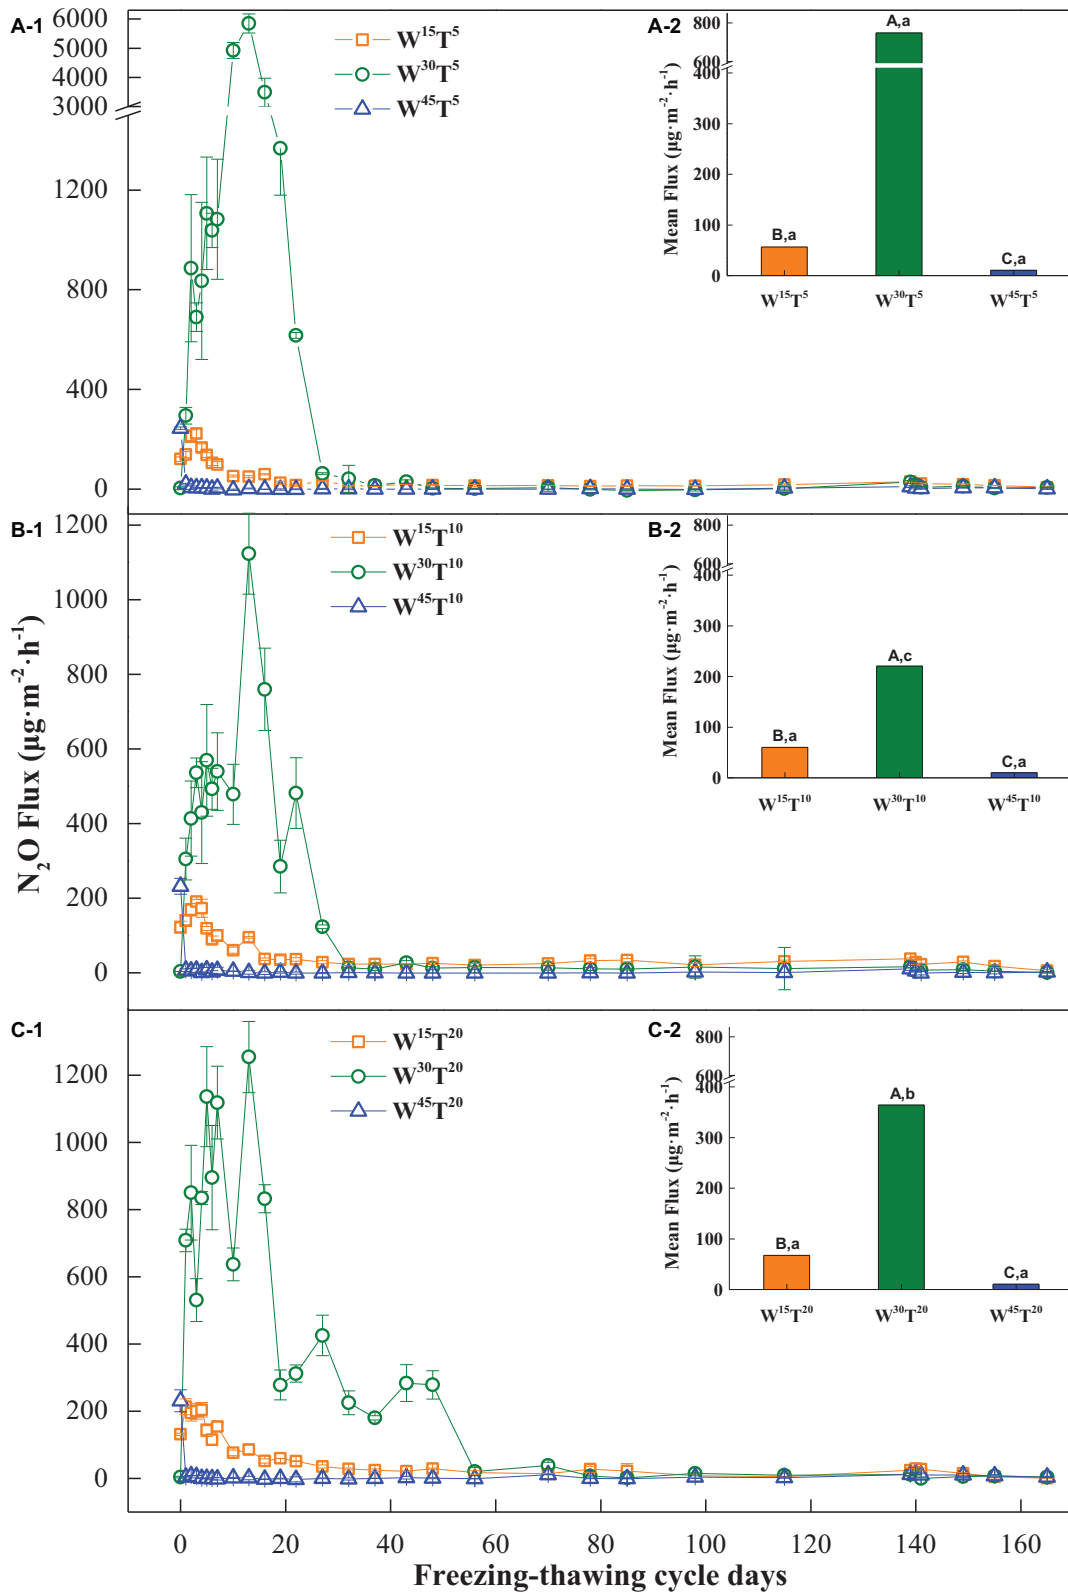 A-1
6000
5000
4000
3000
1200
800
400
0
W¹⁵T⁵
W³⁰T⁵
W⁴⁵T⁵
A-2
800
600
400
300
200
100
0
Mean Flux (µg·m⁻²·h⁻¹)
B,a
A,a
C,a
W¹⁵T⁵
W³⁰T⁵
W⁴⁵T⁵
B-1
1200
1000
800
600
400
200
0
W¹⁵T¹⁰
W³⁰T¹⁰
W⁴⁵T¹⁰
B-2
800
600
400
300
200
100
0
Mean Flux (µg·m⁻²·h⁻¹)
B,a
A,c
C,a
W¹⁵T¹⁰
W³⁰T¹⁰
W⁴⁵T¹⁰
N₂O Flux (µg·m⁻²·h⁻¹)
C-1
1200
1000
800
600
400
200
0
W¹⁵T²⁰
W³⁰T²⁰
W⁴⁵T²⁰
C-2
800
600
400
300
200
100
0
Mean Flux (µg·m⁻²·h⁻¹)
B,a
A,b
C,a
W¹⁵T²⁰
W³⁰T²⁰
W⁴⁵T²⁰
0 20 40 60 80 100 120 140 160
Freezing-thawing cycle days